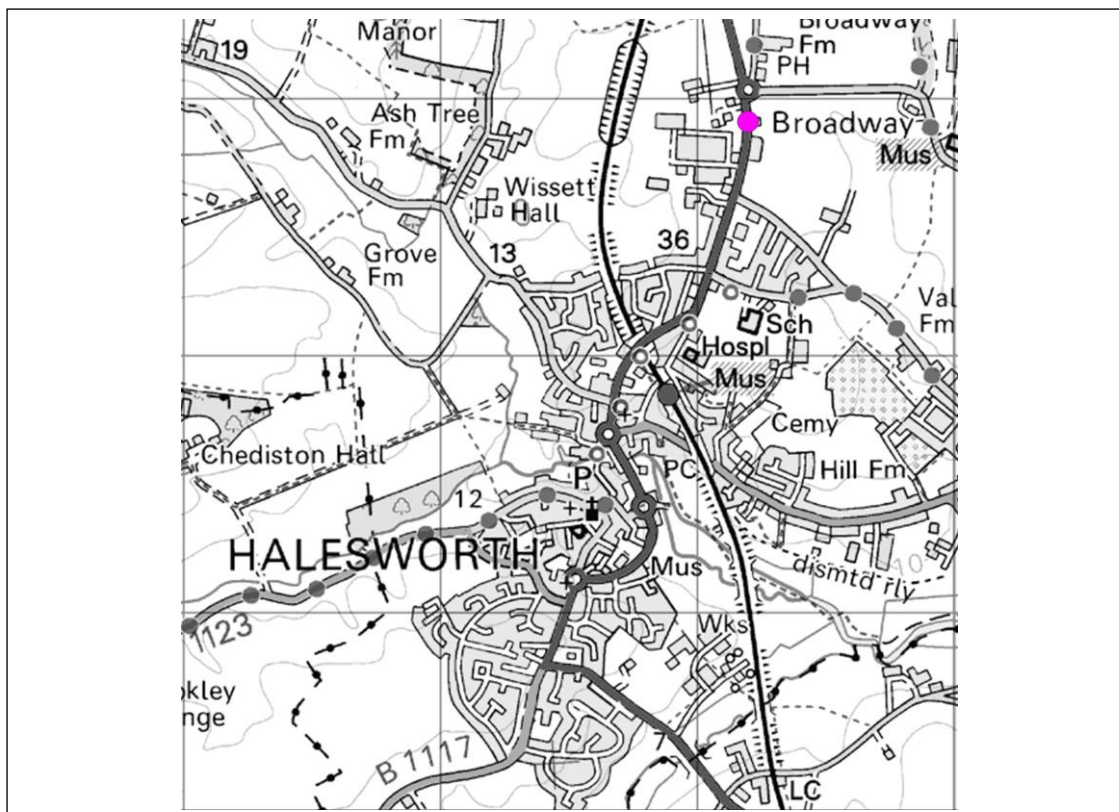 Broadway
Fm
PH
Manor
19
Ash Tree
Fm
Broadway
Mus
Wissett
Hall
36
Grove
Fm
13
Val
Fm
Sch
Hospl
Mus
Cemy
Chediston Hall
PC
Hill Fm
P
12
HALESWORTH
Mus
dismtd rly
10
1123
Wks
okley
nge
7
B 1117
LC